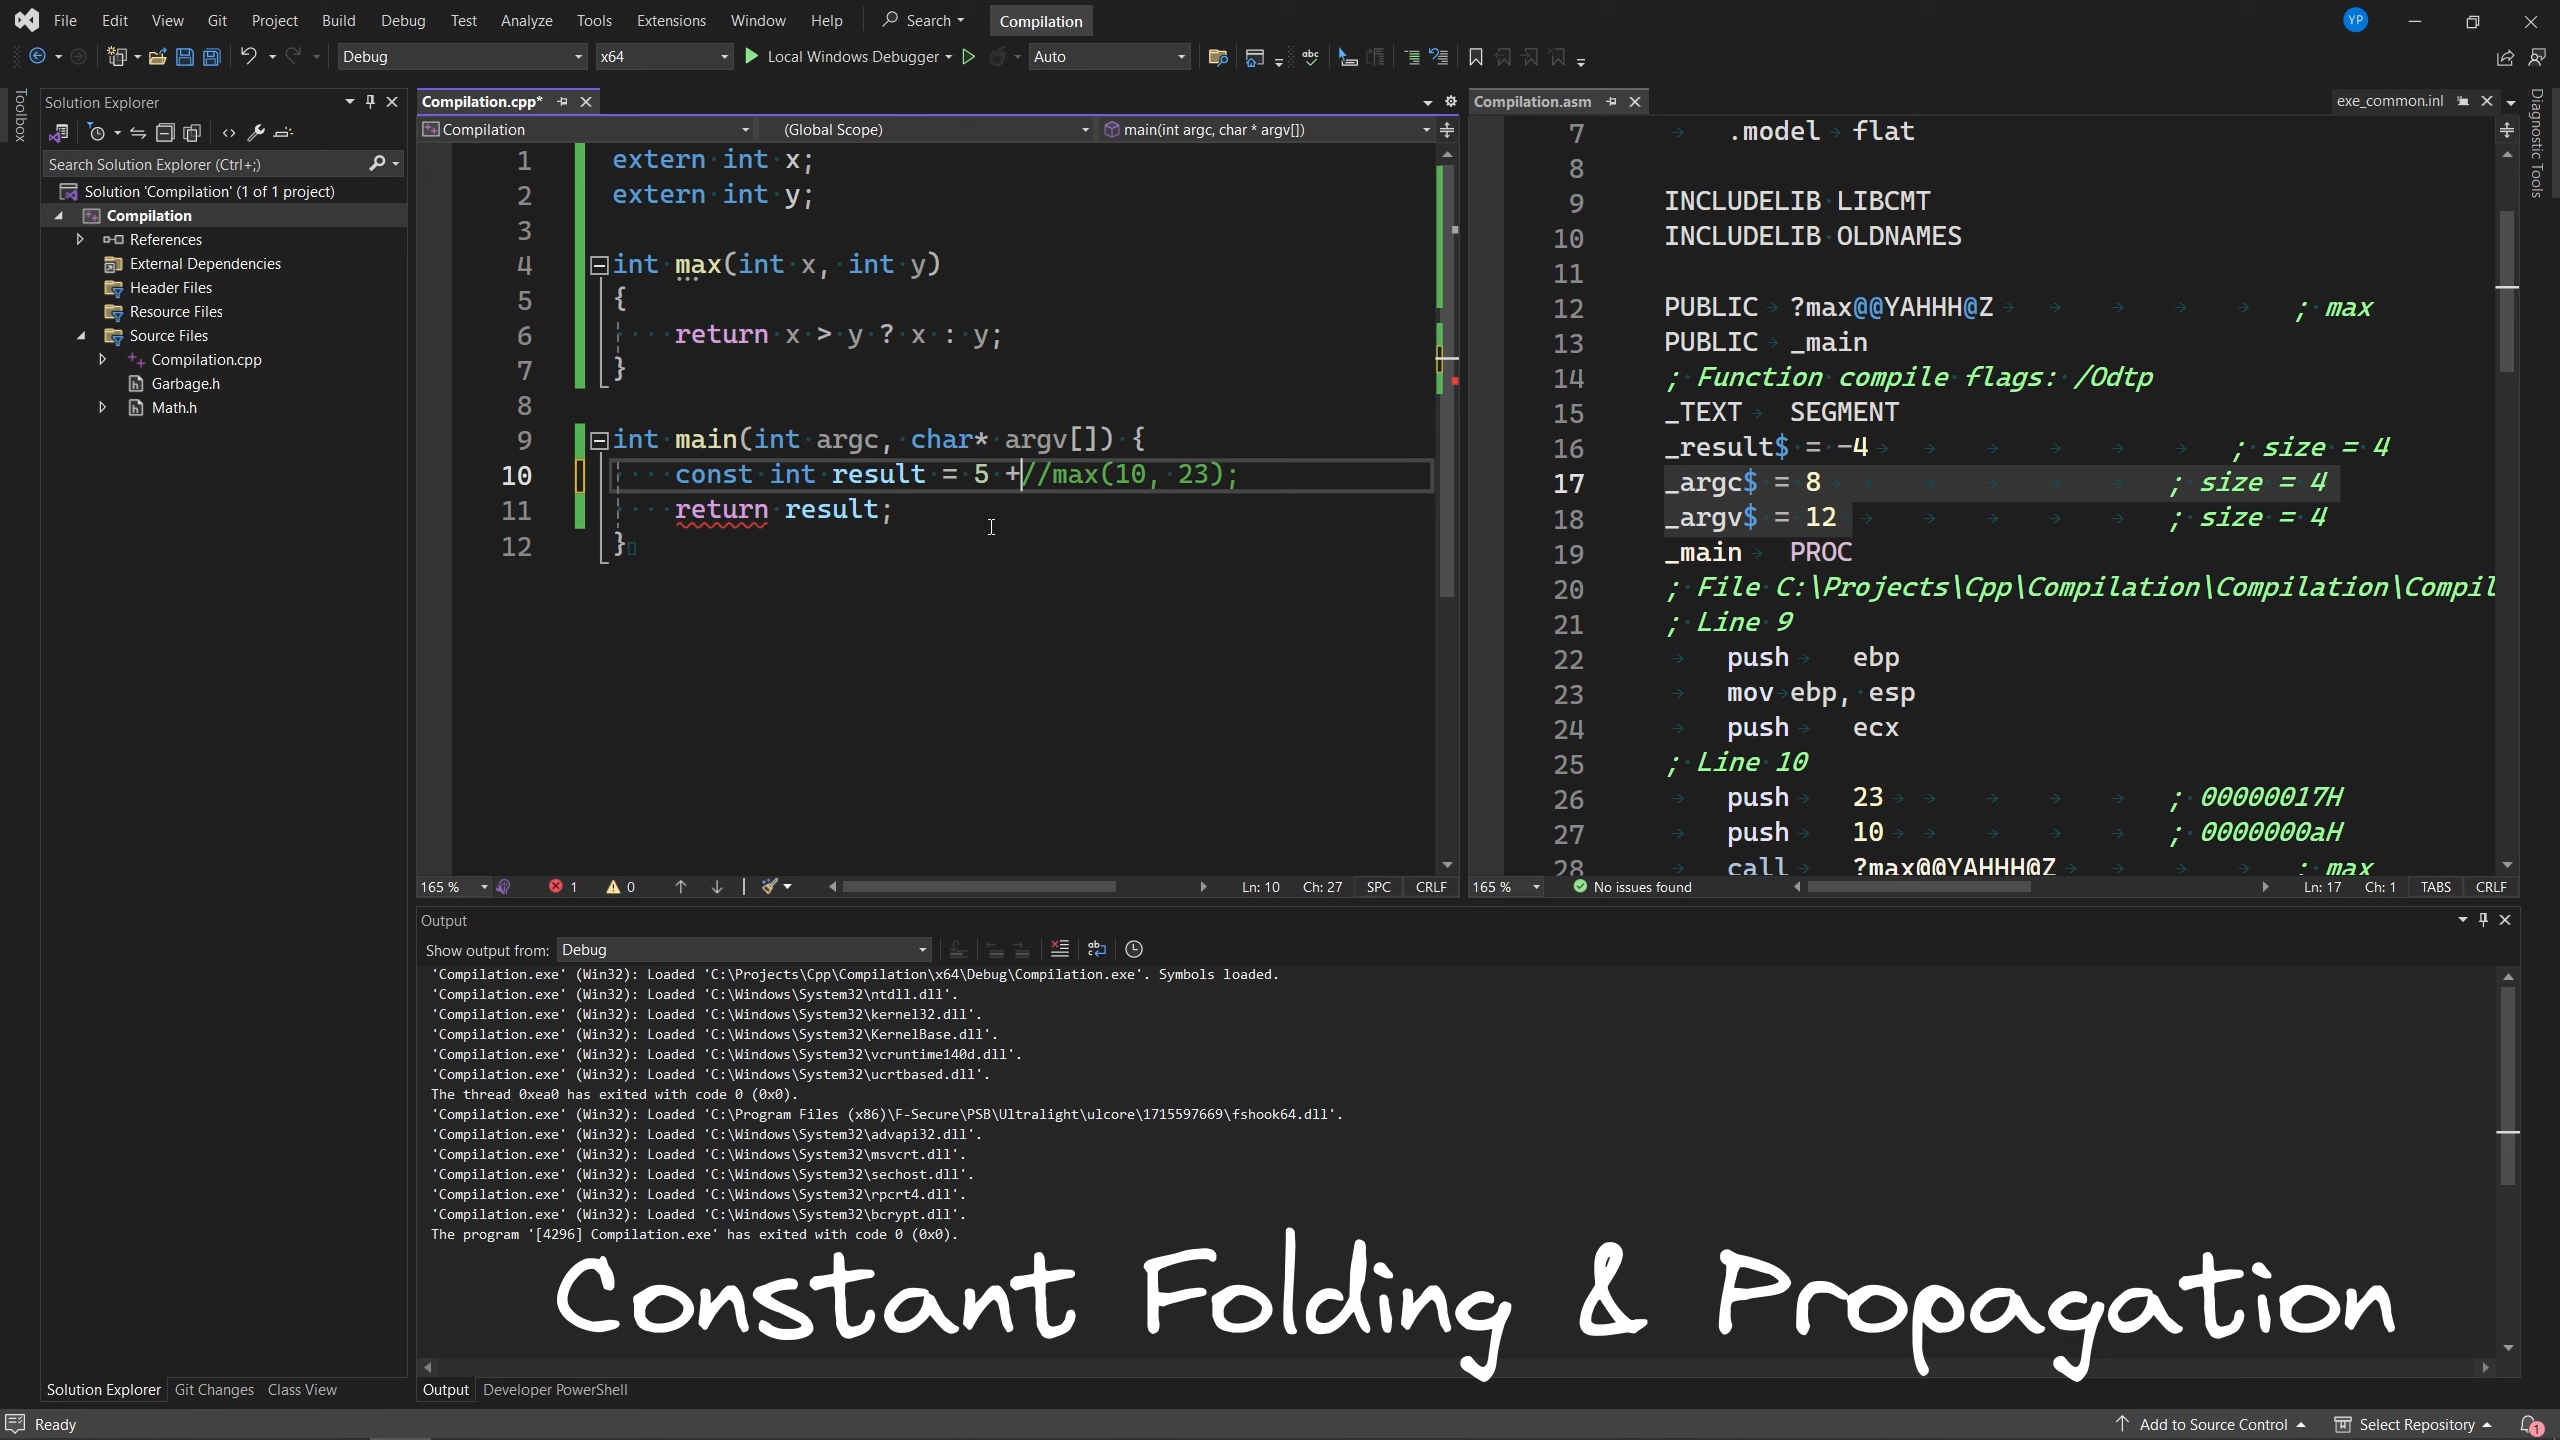 File Edit View Git Project Build Debug Test Analyze Tools Extensions Window Help Search Compilation YP
Debug x64 Local Windows Debugger Auto
Toolbox
Solution Explorer
Search Solution Explorer (Ctrl+;)
Solution 'Compilation' (1 of 1 project)
Compilation
References
External Dependencies
Header Files
Resource Files
Source Files
Compilation.cpp
Garbage.h
Math.h
Solution Explorer Git Changes Class View
Compilation.cpp*
Compilation (Global Scope) main(int argc, char * argv[])
1 extern int x;
2 extern int y;
3
4 int max(int x, int y)
5 {
6 return x > y ? x : y;
7 }
8
9 int main(int argc, char* argv[]) {
10 const int result = 5 +//max(10, 23);
11 return result;
12 }
165 % 1 0 Ln: 10 Ch: 27 SPC CRLF
Compilation.asm exe_common.inl
7 .model flat
8
9 INCLUDELIB LIBCMT
10 INCLUDELIB OLDNAMES
11
12 PUBLIC ?max@@YAHHH@Z ; max
13 PUBLIC _main
14 ; Function compile flags: /Odtp
15 _TEXT SEGMENT
16 _result$ = -4 ; size = 4
17 _argc$ = 8 ; size = 4
18 _argv$ = 12 ; size = 4
19 _main PROC
20 ; File C:\Projects\Cpp\Compilation\Compilation\Compil
21 ; Line 9
22 push ebp
23 mov ebp, esp
24 push ecx
25 ; Line 10
26 push 23 ; 00000017H
27 push 10 ; 0000000aH
28 call ?max@@YAHHH@Z ; max
165 % No issues found Ln: 17 Ch: 1 TABS CRLF
Diagnostic Tools
Output
Show output from: Debug
'Compilation.exe' (Win32): Loaded 'C:\Projects\Cpp\Compilation\x64\Debug\Compilation.exe'. Symbols loaded.
'Compilation.exe' (Win32): Loaded 'C:\Windows\System32\ntdll.dll'.
'Compilation.exe' (Win32): Loaded 'C:\Windows\System32\kernel32.dll'.
'Compilation.exe' (Win32): Loaded 'C:\Windows\System32\KernelBase.dll'.
'Compilation.exe' (Win32): Loaded 'C:\Windows\System32\vcruntime140d.dll'.
'Compilation.exe' (Win32): Loaded 'C:\Windows\System32\ucrtbased.dll'.
The thread 0xea0 has exited with code 0 (0x0).
'Compilation.exe' (Win32): Loaded 'C:\Program Files (x86)\F-Secure\PSB\Ultralight\ulcore\1715597669\fshook64.dll'.
'Compilation.exe' (Win32): Loaded 'C:\Windows\System32\advapi32.dll'.
'Compilation.exe' (Win32): Loaded 'C:\Windows\System32\msvcrt.dll'.
'Compilation.exe' (Win32): Loaded 'C:\Windows\System32\sechost.dll'.
'Compilation.exe' (Win32): Loaded 'C:\Windows\System32\rpcrt4.dll'.
'Compilation.exe' (Win32): Loaded 'C:\Windows\System32\bcrypt.dll'.
The program '[4296] Compilation.exe' has exited with code 0 (0x0).
Constant Folding & Propagation
Output Developer PowerShell
Ready Add to Source Control Select Repository 1